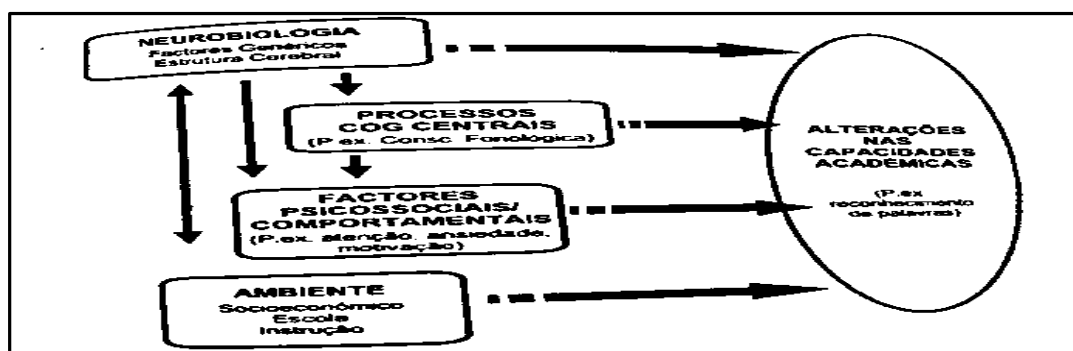 NEUROBIOLOGIA
Factores Genéricos
Estrutura Cerebral
PROCESSOS
COG CENTRAIS
(P ex. Consc. Fonológica)
FACTORES
PSICOSSOCIAIS/
COMPORTAMENTAIS
(P.ex. atenção, ansiedade,
motivação)
AMBIENTE
Socioeconómico
Escola
Instrução
ALTERAÇÕES
NAS
CAPACIDADES
ACADÉMICAS
(P.ex
reconhecimento
de palavras)